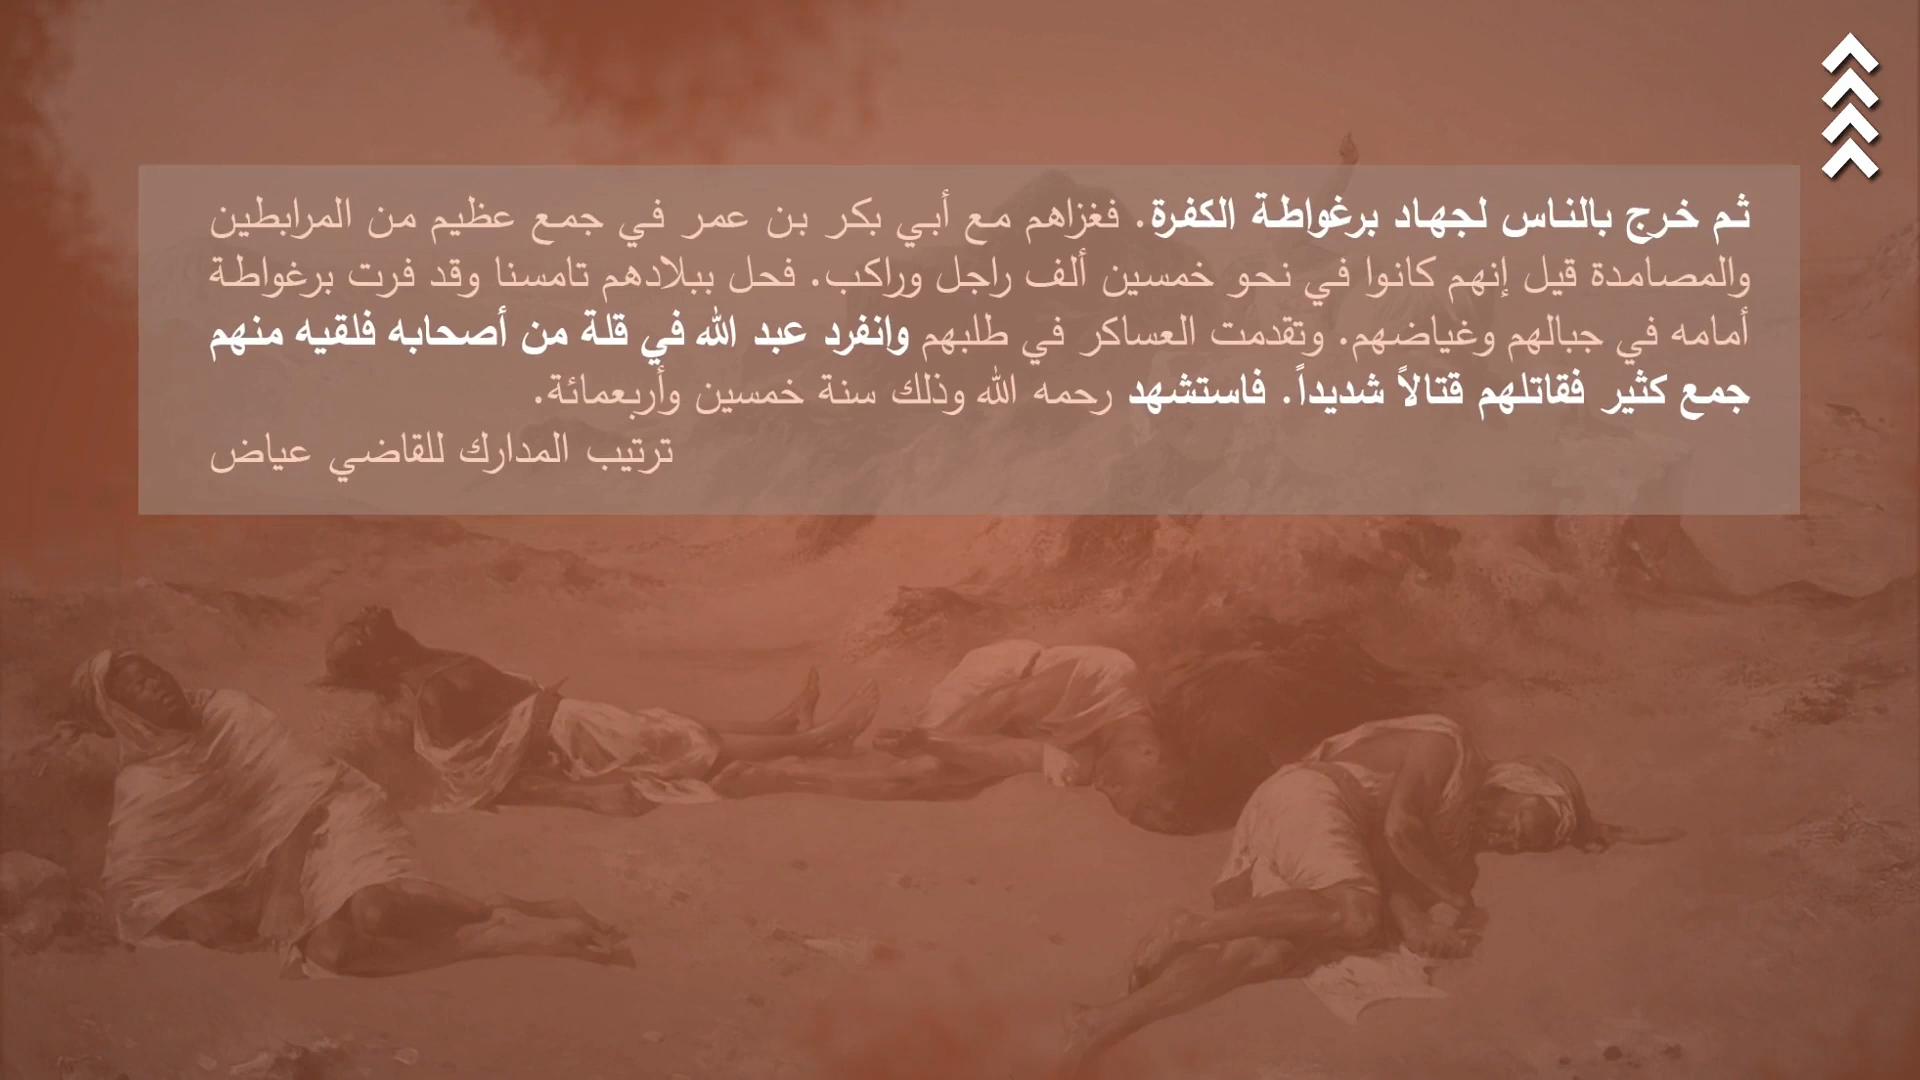 ثم خرج بالناس لجهاد برغواطة الكفرة. فغزاهم مع أبي بكر بن عمر في جمع عظيم من المرابطين
والمصامدة قيل إنهم كانوا في نحو خمسين ألف راجل وراكب. فحل ببلادهم تامسنا وقد فرت برغواطة
أمامه في جبالهم وغياضهم. وتقدمت العساكر في طلبهم وانفرد عبد الله في قلة من أصحابه فلقيه منهم
جمع كثير فقاتلهم قتالاً شديداً. فاستشهد رحمه الله وذلك سنة خمسين وأربعمائة.
ترتيب المدارك للقاضي عياض